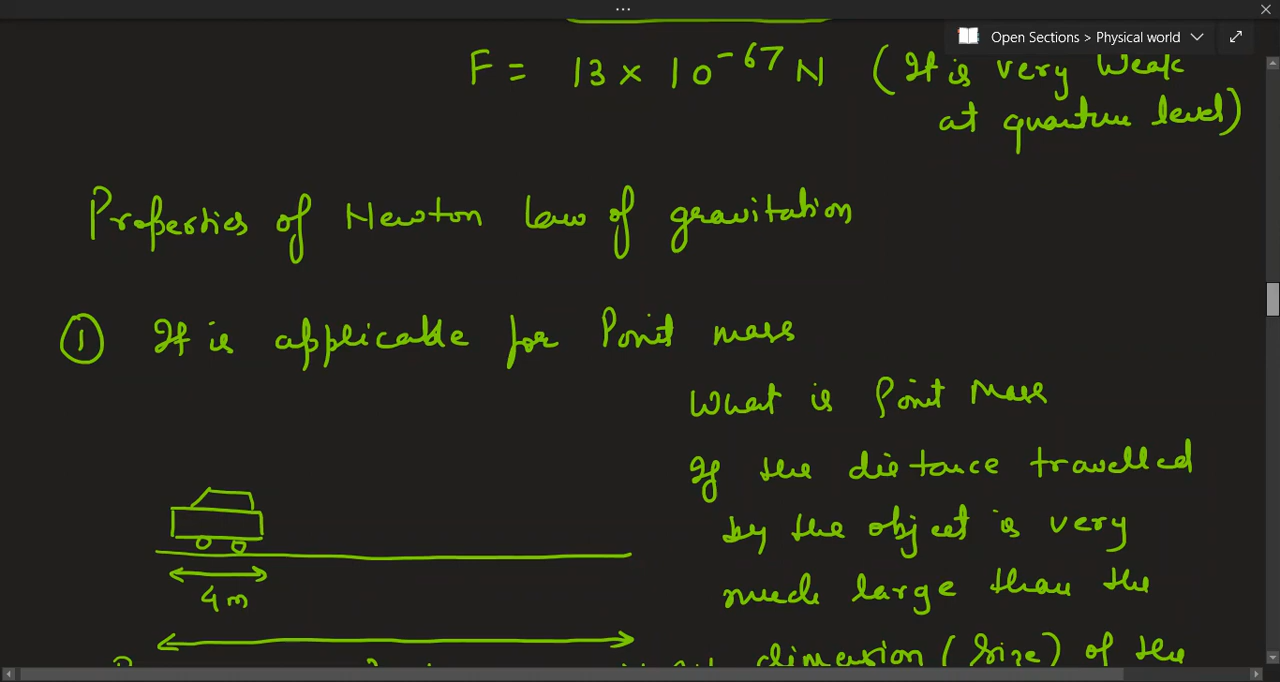 Open Sections > Physical world
F = 13 × 10⁻⁶⁷ N (It is very weak
at quantum level)
Properties of Newton law of gravitation
① It is applicable for Point mass
What is Point Mass
If the distance travelled
by the object is very
much large than the
4 m
dimension (size) of the